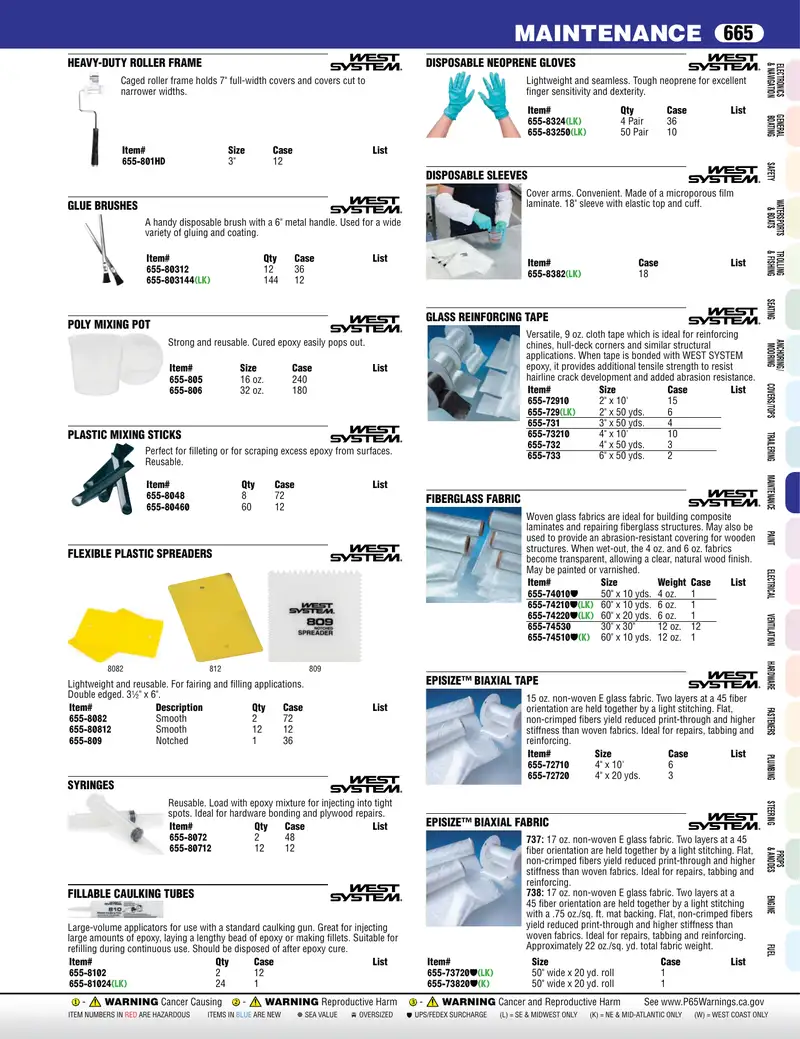 MAINTENANCE 665
HEAVY-DUTY ROLLER FRAME
WEST SYSTEM®
Caged roller frame holds 7" full-width covers and covers cut to
narrower widths.
Item# Size Case List
655-801HD 3" 12
GLUE BRUSHES
WEST SYSTEM®
A handy disposable brush with a 6" metal handle. Used for a wide
variety of gluing and coating.
Item# Qty Case List
655-80312 12 36
655-803144(LK) 144 12
POLY MIXING POT
WEST SYSTEM®
Strong and reusable. Cured epoxy easily pops out.
Item# Size Case List
655-805 16 oz. 240
655-806 32 oz. 180
PLASTIC MIXING STICKS
WEST SYSTEM®
Perfect for filleting or for scraping excess epoxy from surfaces.
Reusable.
Item# Qty Case List
655-8048 8 72
655-80460 60 12
FLEXIBLE PLASTIC SPREADERS
WEST SYSTEM®
WEST
SYSTEM
809
NOTCHED
SPREADER
8082 812 809
Lightweight and reusable. For fairing and filling applications.
Double edged. 3½" x 6".
Item# Description Qty Case List
655-8082 Smooth 2 72
655-80812 Smooth 12 12
655-809 Notched 1 36
SYRINGES
WEST SYSTEM®
Reusable. Load with epoxy mixture for injecting into tight
spots. Ideal for hardware bonding and plywood repairs.
Item# Qty Case List
655-8072 2 48
655-80712 12 12
FILLABLE CAULKING TUBES
WEST SYSTEM®
810
Large-volume applicators for use with a standard caulking gun. Great for injecting
large amounts of epoxy, laying a lengthy bead of epoxy or making fillets. Suitable for
refilling during continuous use. Should be disposed of after epoxy cure.
Item# Qty Case List
655-8102 2 12
655-81024(LK) 24 1
DISPOSABLE NEOPRENE GLOVES
WEST SYSTEM®
Lightweight and seamless. Tough neoprene for excellent
finger sensitivity and dexterity.
Item# Qty Case List
655-8324(LK) 4 Pair 36
655-83250(LK) 50 Pair 10
DISPOSABLE SLEEVES
WEST SYSTEM®
Cover arms. Convenient. Made of a microporous film
laminate. 18" sleeve with elastic top and cuff.
Item# Case List
655-8382(LK) 18
GLASS REINFORCING TAPE
WEST SYSTEM®
Versatile, 9 oz. cloth tape which is ideal for reinforcing
chines, hull-deck corners and similar structural
applications. When tape is bonded with WEST SYSTEM
epoxy, it provides additional tensile strength to resist
hairline crack development and added abrasion resistance.
Item# Size Case List
655-72910 2" x 10' 15
655-729(LK) 2" x 50 yds. 6
655-731 3" x 50 yds. 4
655-73210 4" x 10' 10
655-732 4" x 50 yds. 3
655-733 6" x 50 yds. 2
FIBERGLASS FABRIC
WEST SYSTEM®
Woven glass fabrics are ideal for building composite
laminates and repairing fiberglass structures. May also be
used to provide an abrasion-resistant covering for wooden
structures. When wet-out, the 4 oz. and 6 oz. fabrics
become transparent, allowing a clear, natural wood finish.
May be painted or varnished.
Item# Size Weight Case List
655-74010 50" x 10 yds. 4 oz. 1
655-74210(LK) 60" x 10 yds. 6 oz. 1
655-74220(LK) 60" x 20 yds. 6 oz. 1
655-74530 30" x 30" 12 oz. 12
655-74510(K) 60" x 10 yds. 12 oz. 1
EPISIZE™ BIAXIAL TAPE
WEST SYSTEM®
15 oz. non-woven E glass fabric. Two layers at a 45 fiber
orientation are held together by a light stitching. Flat,
non-crimped fibers yield reduced print-through and higher
stiffness than woven fabrics. Ideal for repairs, tabbing and
reinforcing.
Item# Size Case List
655-72710 4" x 10' 6
655-72720 4" x 20 yds. 3
EPISIZE™ BIAXIAL FABRIC
WEST SYSTEM®
737: 17 oz. non-woven E glass fabric. Two layers at a 45
fiber orientation are held together by a light stitching. Flat,
non-crimped fibers yield reduced print-through and higher
stiffness than woven fabrics. Ideal for repairs, tabbing and
reinforcing.
738: 17 oz. non-woven E glass fabric. Two layers at a
45 fiber orientation are held together by a light stitching
with a .75 oz./sq. ft. mat backing. Flat, non-crimped fibers
yield reduced print-through and higher stiffness than
woven fabrics. Ideal for repairs, tabbing and reinforcing.
Approximately 22 oz./sq. yd. total fabric weight.
Item# Size Case List
655-73720(LK) 50" wide x 20 yd. roll 1
655-73820(K) 50" wide x 20 yd. roll 1
ELECTRONICS
& NAVIGATION
GENERAL
BOATING
SAFETY
WATERSPORTS
& BOATS
TROLLING
& FISHING
SEATING
ANCHORING/
MOORING
COVERS/TOPS
TRAILERING
MAINTENANCE
PAINT
ELECTRICAL
VENTILATION
HARDWARE
FASTENERS
PLUMBING
STEERING
PROPS
& ANODES
ENGINE
FUEL
1 - WARNING Cancer Causing 2 - WARNING Reproductive Harm 3 - WARNING Cancer and Reproductive Harm See www.P65Warnings.ca.gov
ITEM NUMBERS IN RED ARE HAZARDOUS ITEMS IN BLUE ARE NEW SEA VALUE OVERSIZED UPS/FEDEX SURCHARGE (L) = SE & MIDWEST ONLY (K) = NE & MID-ATLANTIC ONLY (W) = WEST COAST ONLY